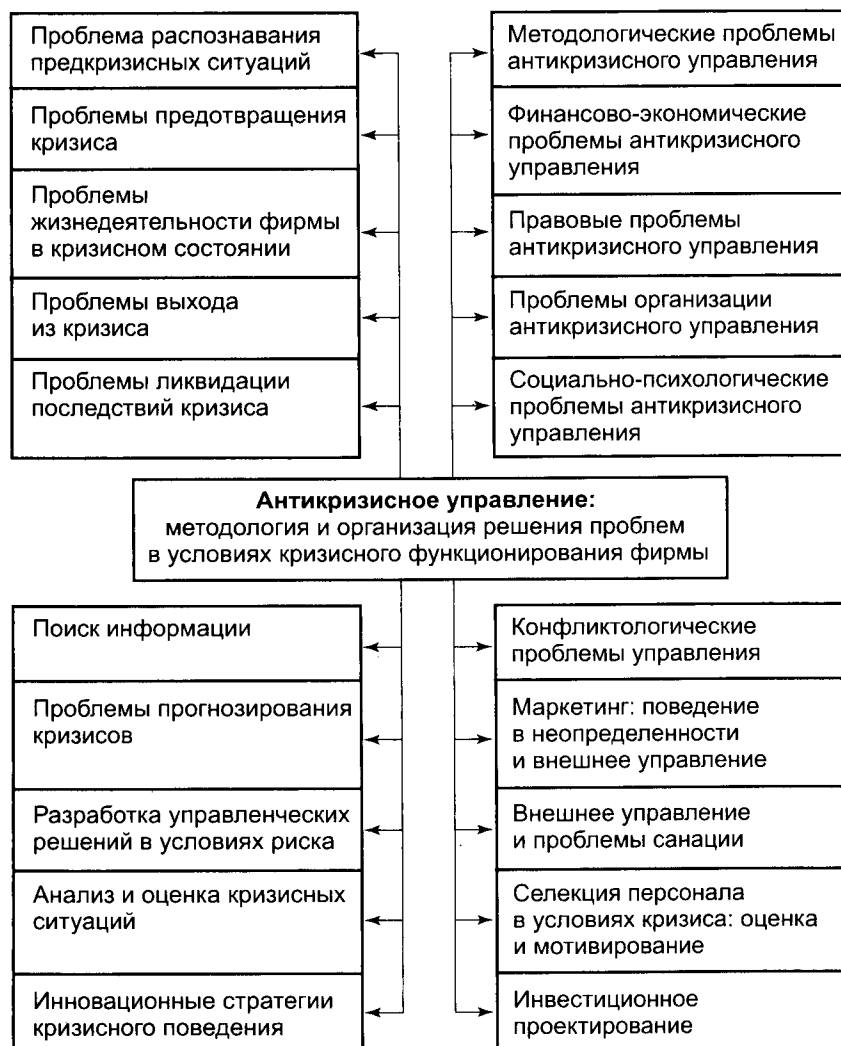 Проблема распознавания
предкризисных ситуаций
Проблемы предотвращения
кризиса
Проблемы
жизнедеятельности фирмы
в кризисном состоянии
Проблемы выхода
из кризиса
Проблемы ликвидации
последствий кризиса
Методологические проблемы
антикризисного управления
Финансово-экономические
проблемы антикризисного
управления
Правовые проблемы
антикризисного управления
Проблемы организации
антикризисного управления
Социально-психологические
проблемы антикризисного
управления
Антикризисное управление:
методология и организация решения проблем
в условиях кризисного функционирования фирмы
Поиск информации
Проблемы прогнозирования
кризисов
Разработка управленческих
решений в условиях риска
Анализ и оценка кризисных
ситуаций
Инновационные стратегии
кризисного поведения
Конфликтологические
проблемы управления
Маркетинг: поведение
в неопределенности
и внешнее управление
Внешнее управление
и проблемы санации
Селекция персонала
в условиях кризиса: оценка
и мотивирование
Инвестиционное
проектирование